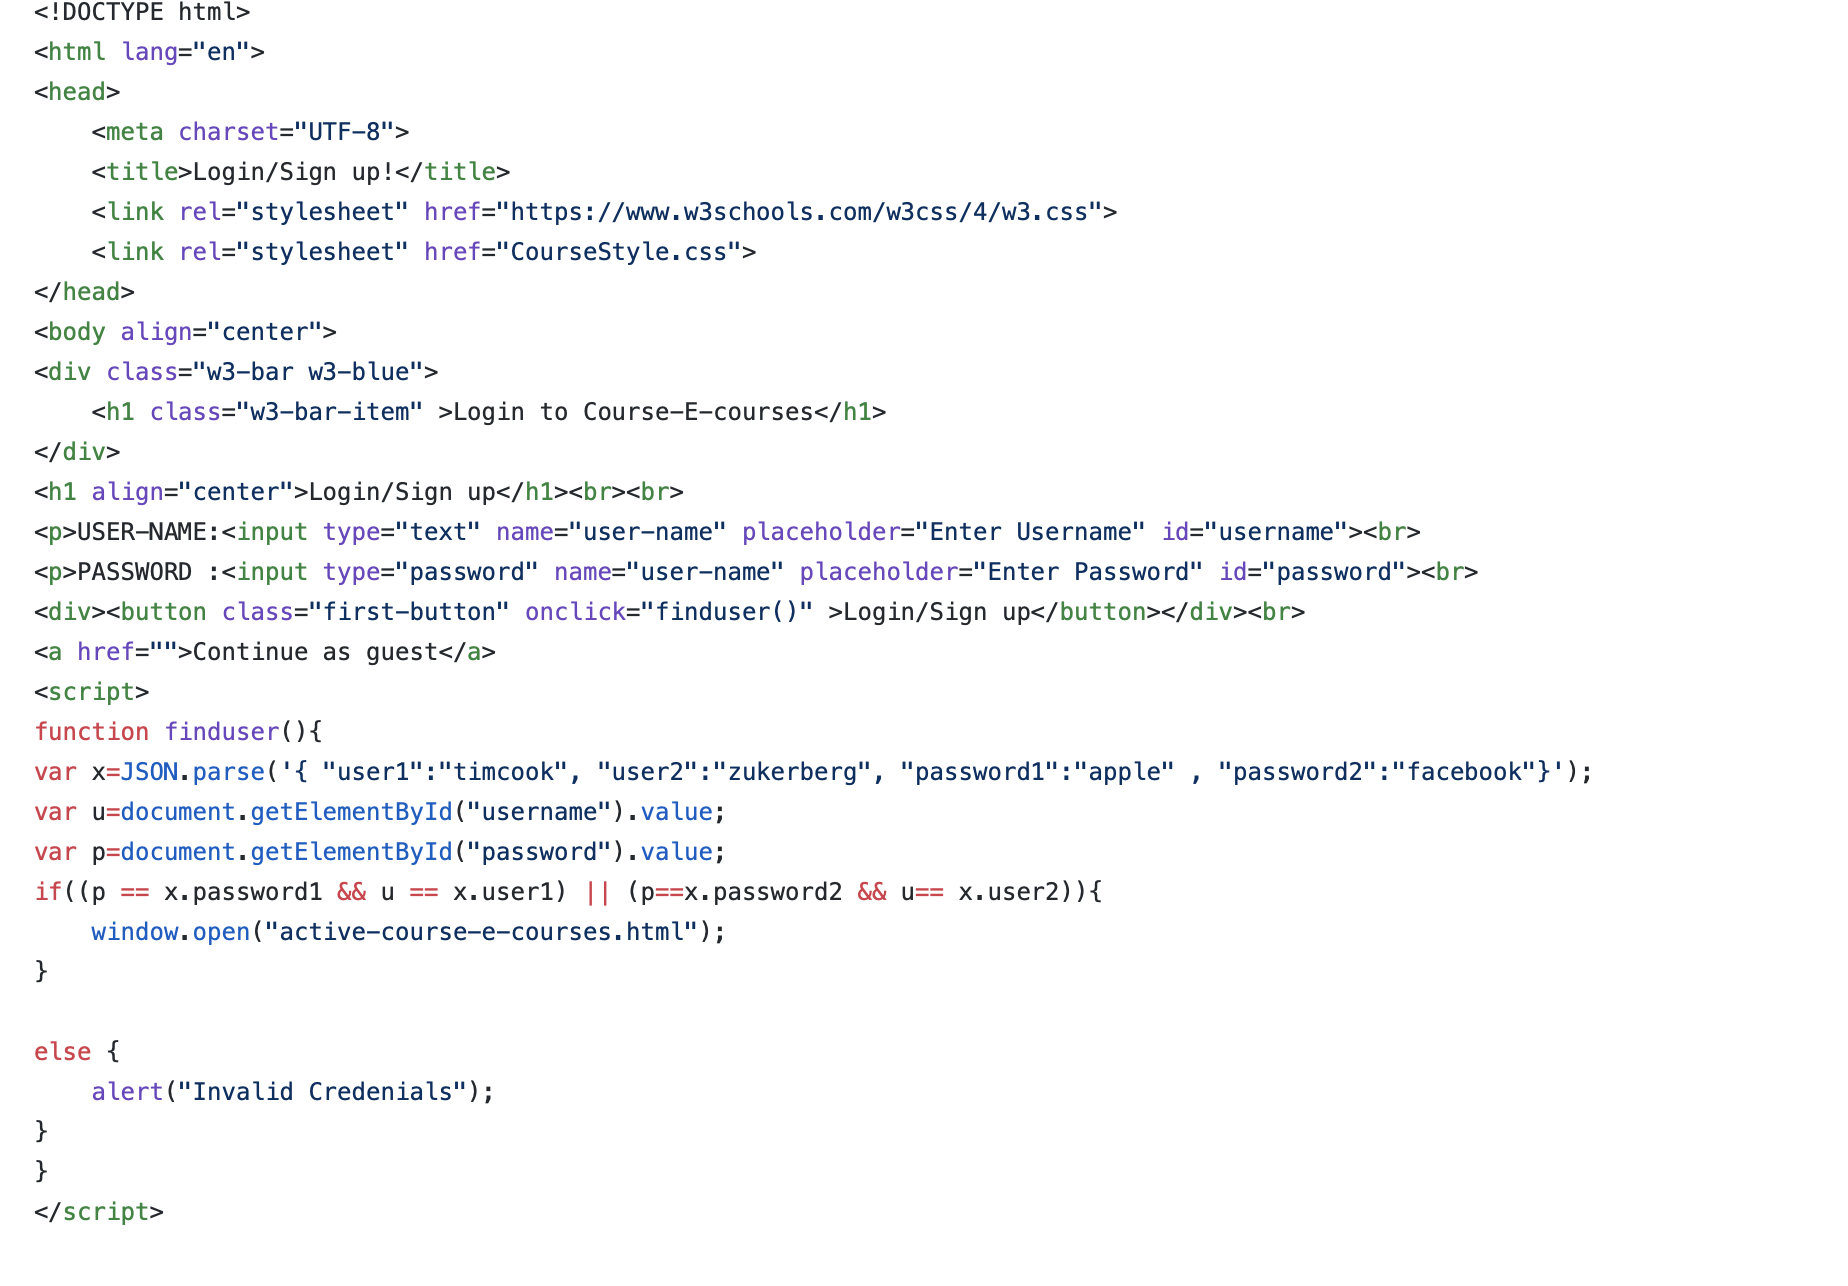 <!DOCTYPE html>
<html lang="en">
<head>
    <meta charset="UTF-8">
    <title>Login/Sign up!</title>
    <link rel="stylesheet" href="https://www.w3schools.com/w3css/4/w3.css">
    <link rel="stylesheet" href="CourseStyle.css">
</head>
<body align="center">
<div class="w3-bar w3-blue">
    <h1 class="w3-bar-item" >Login to Course-E-courses</h1>
</div>
<h1 align="center">Login/Sign up</h1><br><br>
<p>USER-NAME:<input type="text" name="user-name" placeholder="Enter Username" id="username"><br>
<p>PASSWORD :<input type="password" name="user-name" placeholder="Enter Password" id="password"><br>
<div><button class="first-button" onclick="finduser()" >Login/Sign up</button></div><br>
<a href="">Continue as guest</a>
<script>
function finduser(){
var x=JSON.parse('{ "user1":"timcook", "user2":"zukerberg", "password1":"apple" , "password2":"facebook"}');
var u=document.getElementById("username").value;
var p=document.getElementById("password").value;
if((p == x.password1 && u == x.user1) || (p==x.password2 && u== x.user2)){
    window.open("active-course-e-courses.html");
}
else {
    alert("Invalid Credenials");
}
}
</script>